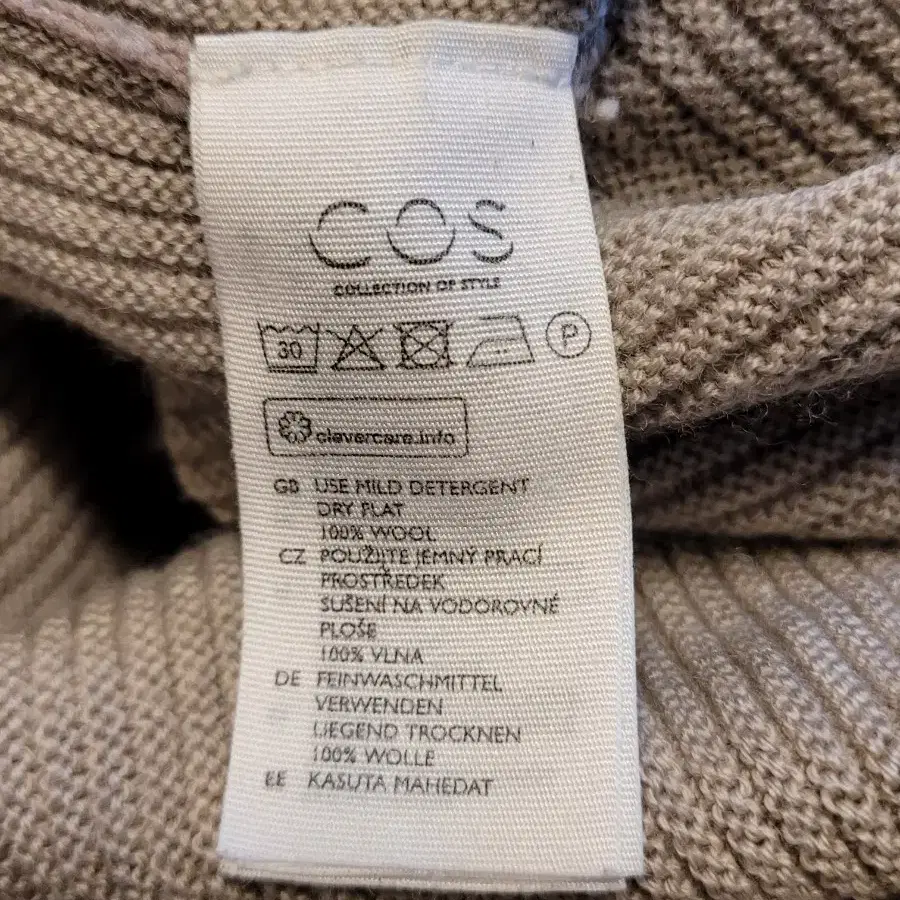 COS
COLLECTION OF STYLE
30
P
clevercare.info
GB USE MILD DETERGENT
DRY FLAT
100% WOOL
CZ POUŽIJTE JEMNÝ PRACÍ
PROSTŘEDEK
SUŠENÍ NA VODOROVNÉ
PLOŠE
100% VLNA
DE FEINWASCHMITTEL
VERWENDEN
LIEGEND TROCKNEN
100% WOLLE
EE KASUTA MAHEDAT